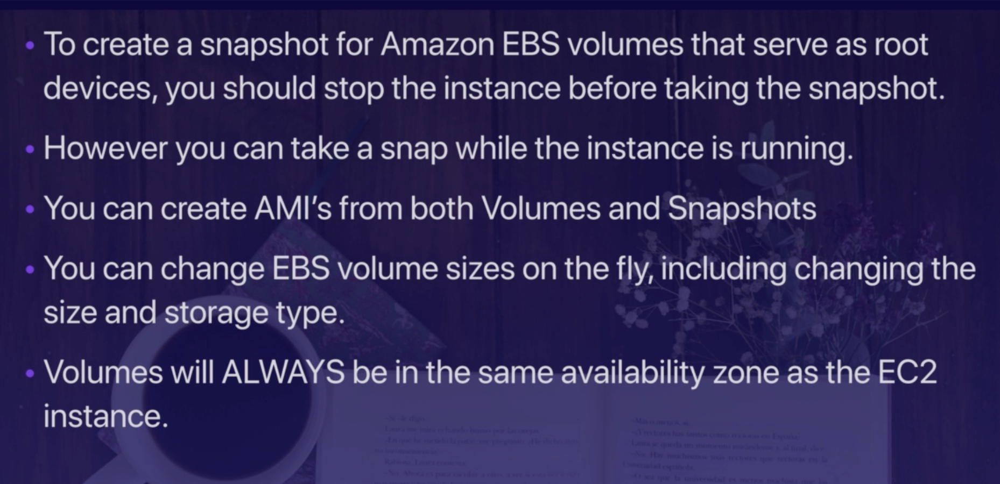 • To create a snapshot for Amazon EBS volumes that serve as root
devices, you should stop the instance before taking the snapshot.
• However you can take a snap while the instance is running.
• You can create AMI’s from both Volumes and Snapshots
• You can change EBS volume sizes on the fly, including changing the
size and storage type.
• Volumes will ALWAYS be in the same availability zone as the EC2
instance.